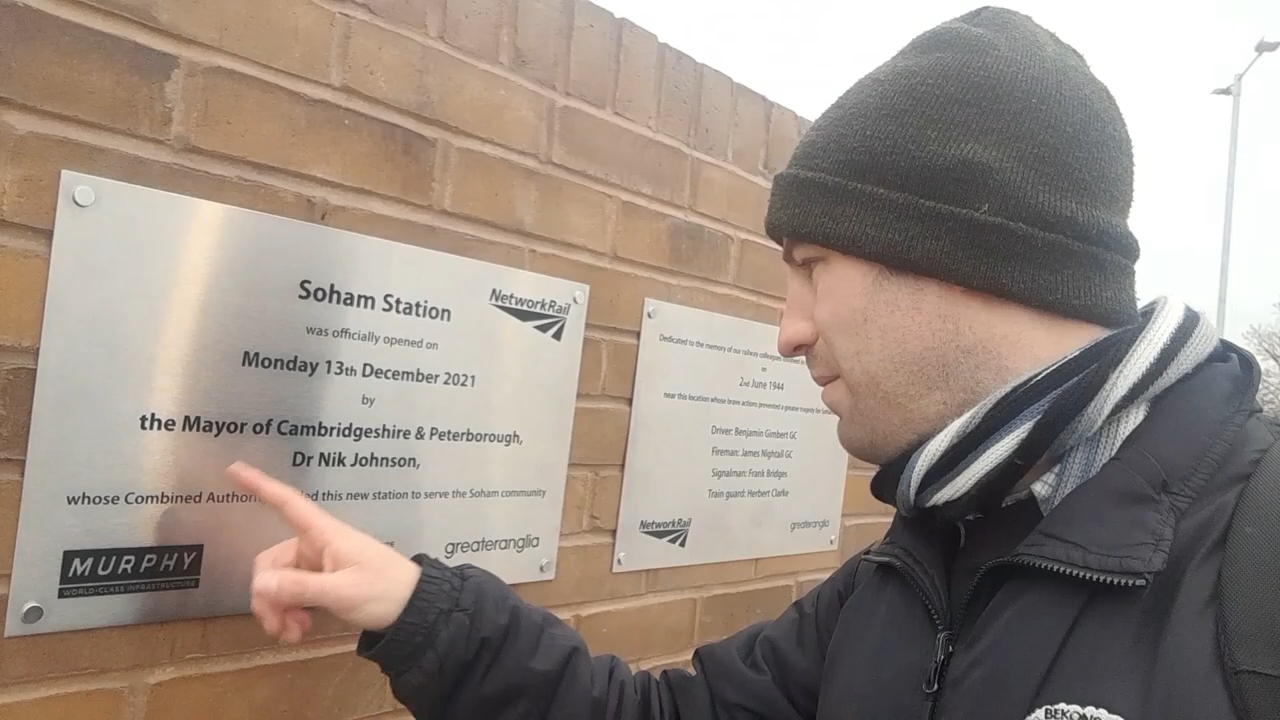 Soham Station
NetworkRail
was officially opened on
Monday 13th December 2021
by
the Mayor of Cambridgeshire & Peterborough,
Dr Nik Johnson,
whose Combined this new station to serve the Soham community
MURPHY
WORLD-CLASS INFRASTRUCTURE
greateranglia
Dedicated to the memory of our railway colleagues
on
2nd June 1944
near this location whose brave actions prevented a greater tragedy for
Driver: Benjamin Gimbert GC
Fireman: James Nightall GC
Signalman: Frank Bridges
Train guard: Herbert Clarke
NetworkRail
greateranglia